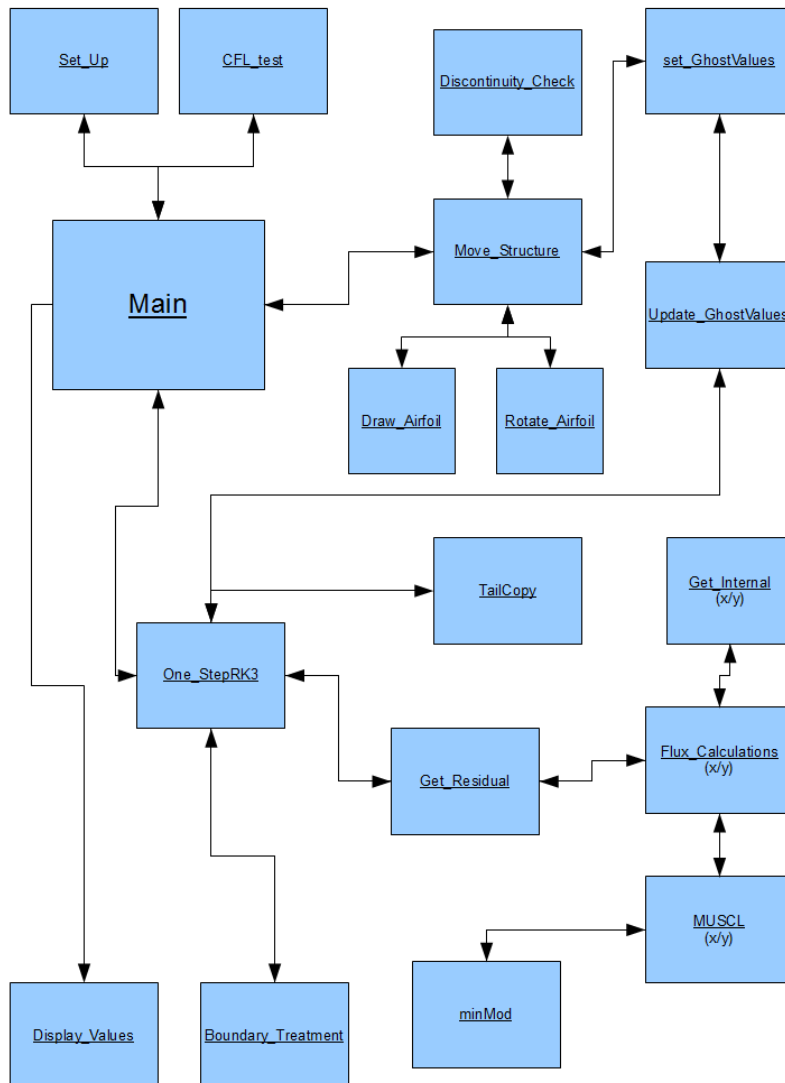 Set_Up
CFL_test
Discontinuity_Check
set_GhostValues
Main
Move_Structure
Update_GhostValues
Draw_Airfoil
Rotate_Airfoil
TailCopy
Get_Internal
(x/y)
One_StepRK3
Get_Residual
Flux_Calculations
(x/y)
MUSCL
(x/y)
Display_Values
Boundary_Treatment
minMod